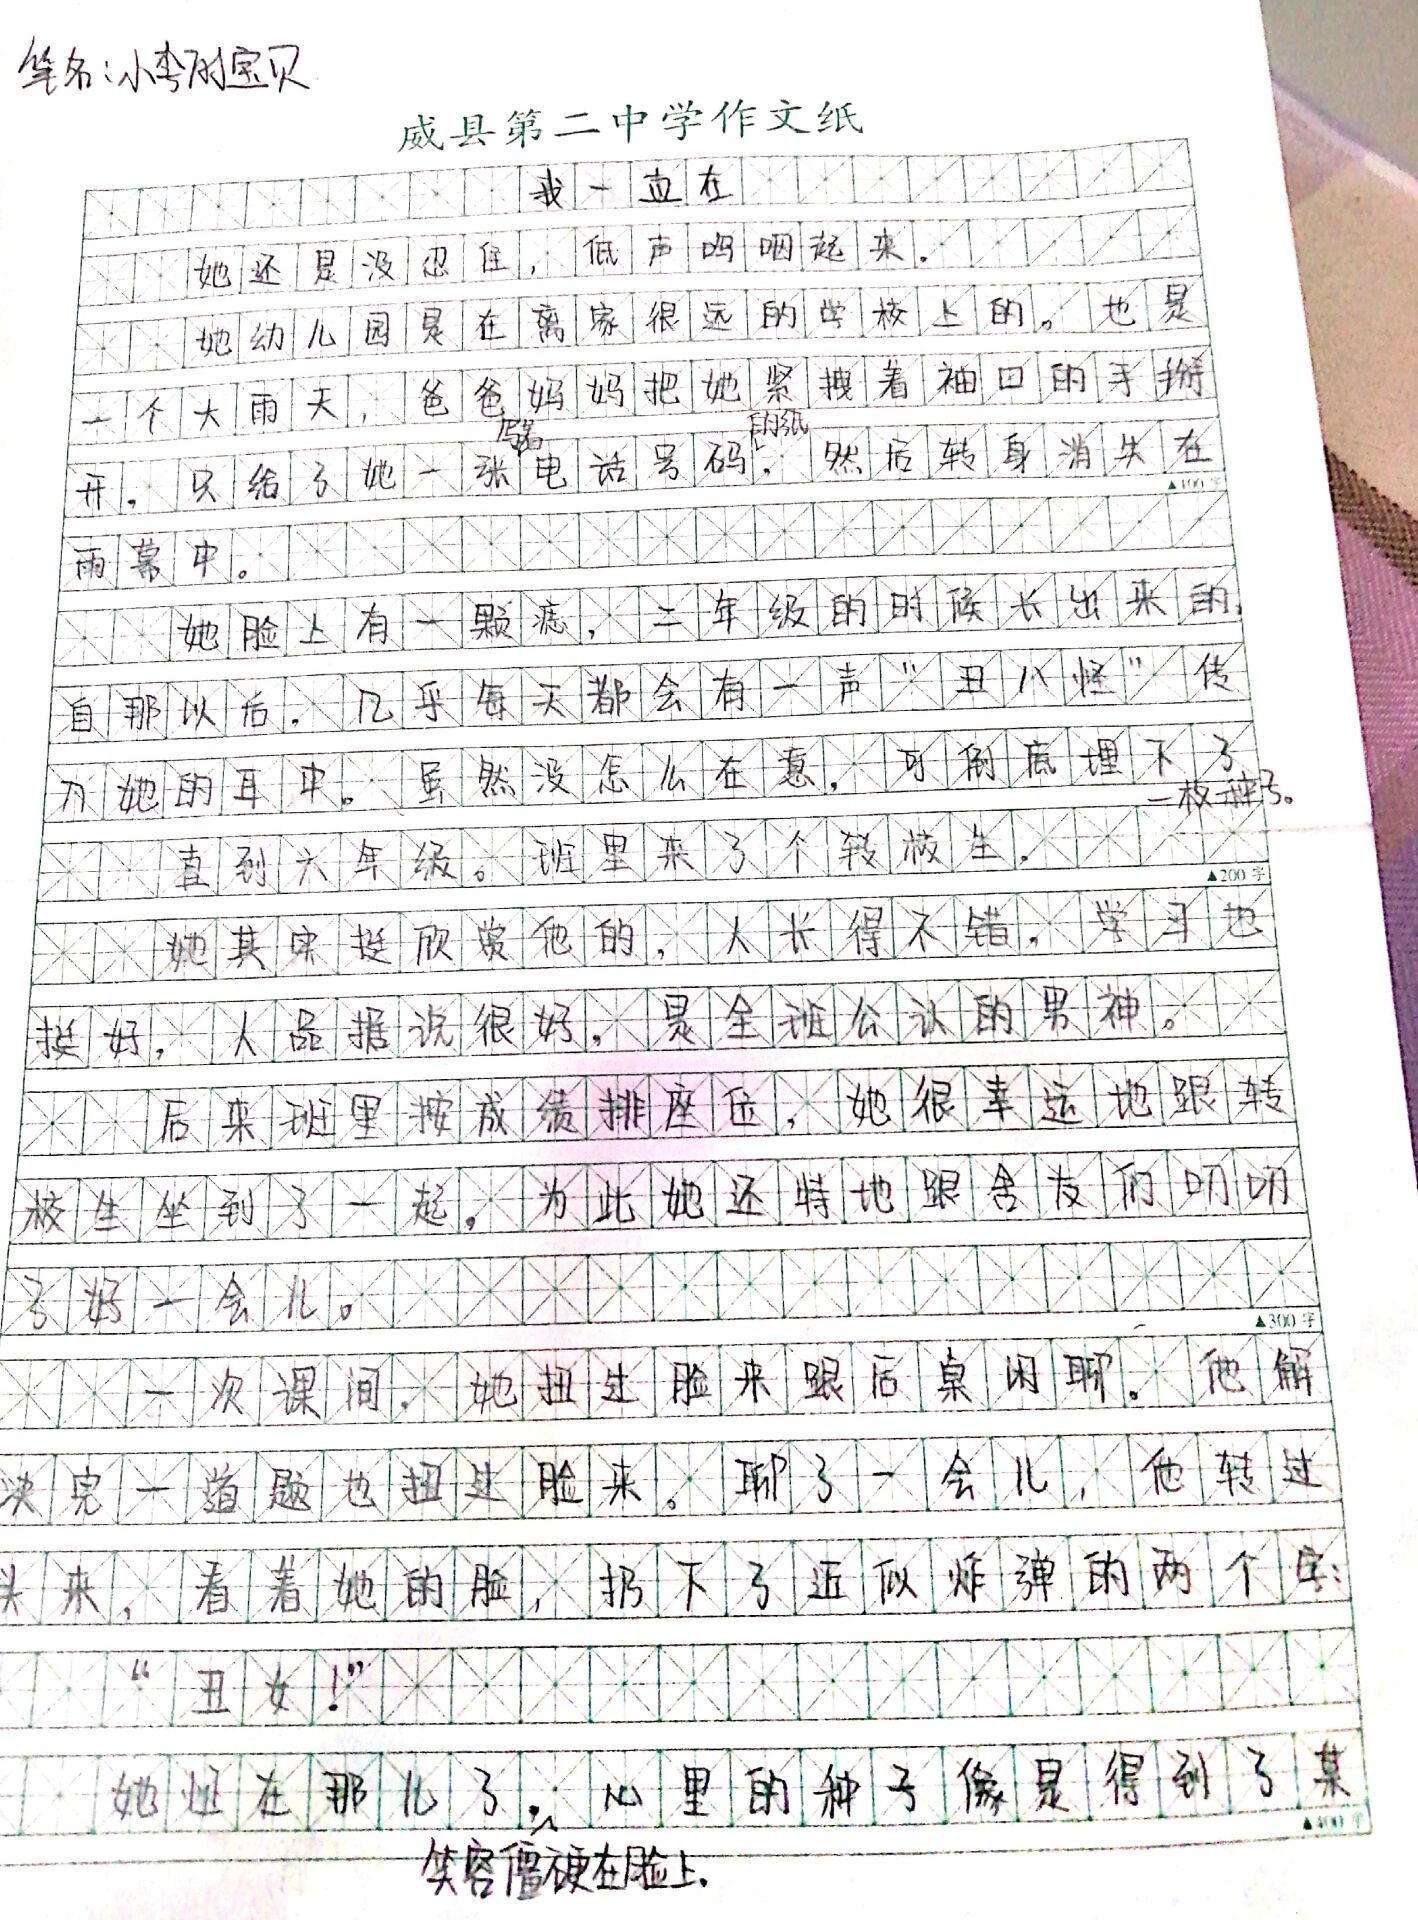 笔名:小弯的宝贝
威县第二中学作文纸
我一直在
她还是没忍住,低声呜咽起来.
她幼儿园是在离家很远的学校上的。也是
一个大雨天,爸爸妈妈把她紧拽着袖口的手掰
写着
的纸
开.只给了她一张电话号码,然后转身消失在
▲100字
雨幕中。
她脸上有一颗痣,二年级的时候长出来的.
自那以后.几乎每天都会有一声"丑八怪"传
入她的耳中。虽然没怎么在意.可倒底埋下了
一枚种子。
直到六年级。班里来了个转校生.
▲200字
她其实挺欣赏他的,人长得不错.学习也
挺好,人品据说很好.是全班公认的男神。
后来班里按成绩排座位,她很幸运地跟转
校生坐到了一起.为此她还特地跟舍友们叨叨
了好一会儿。
▲300字
一次课间.她扭过脸来跟后桌闲聊.他解
决完一道题也扭过脸来。聊了一会儿,他转过
头来,看着她的脸,扔下了近似炸弹的两个字:
“丑女!”
她怔在那儿了.心里的种子像是得到了某
▲400字
笑容僵硬在脸上.